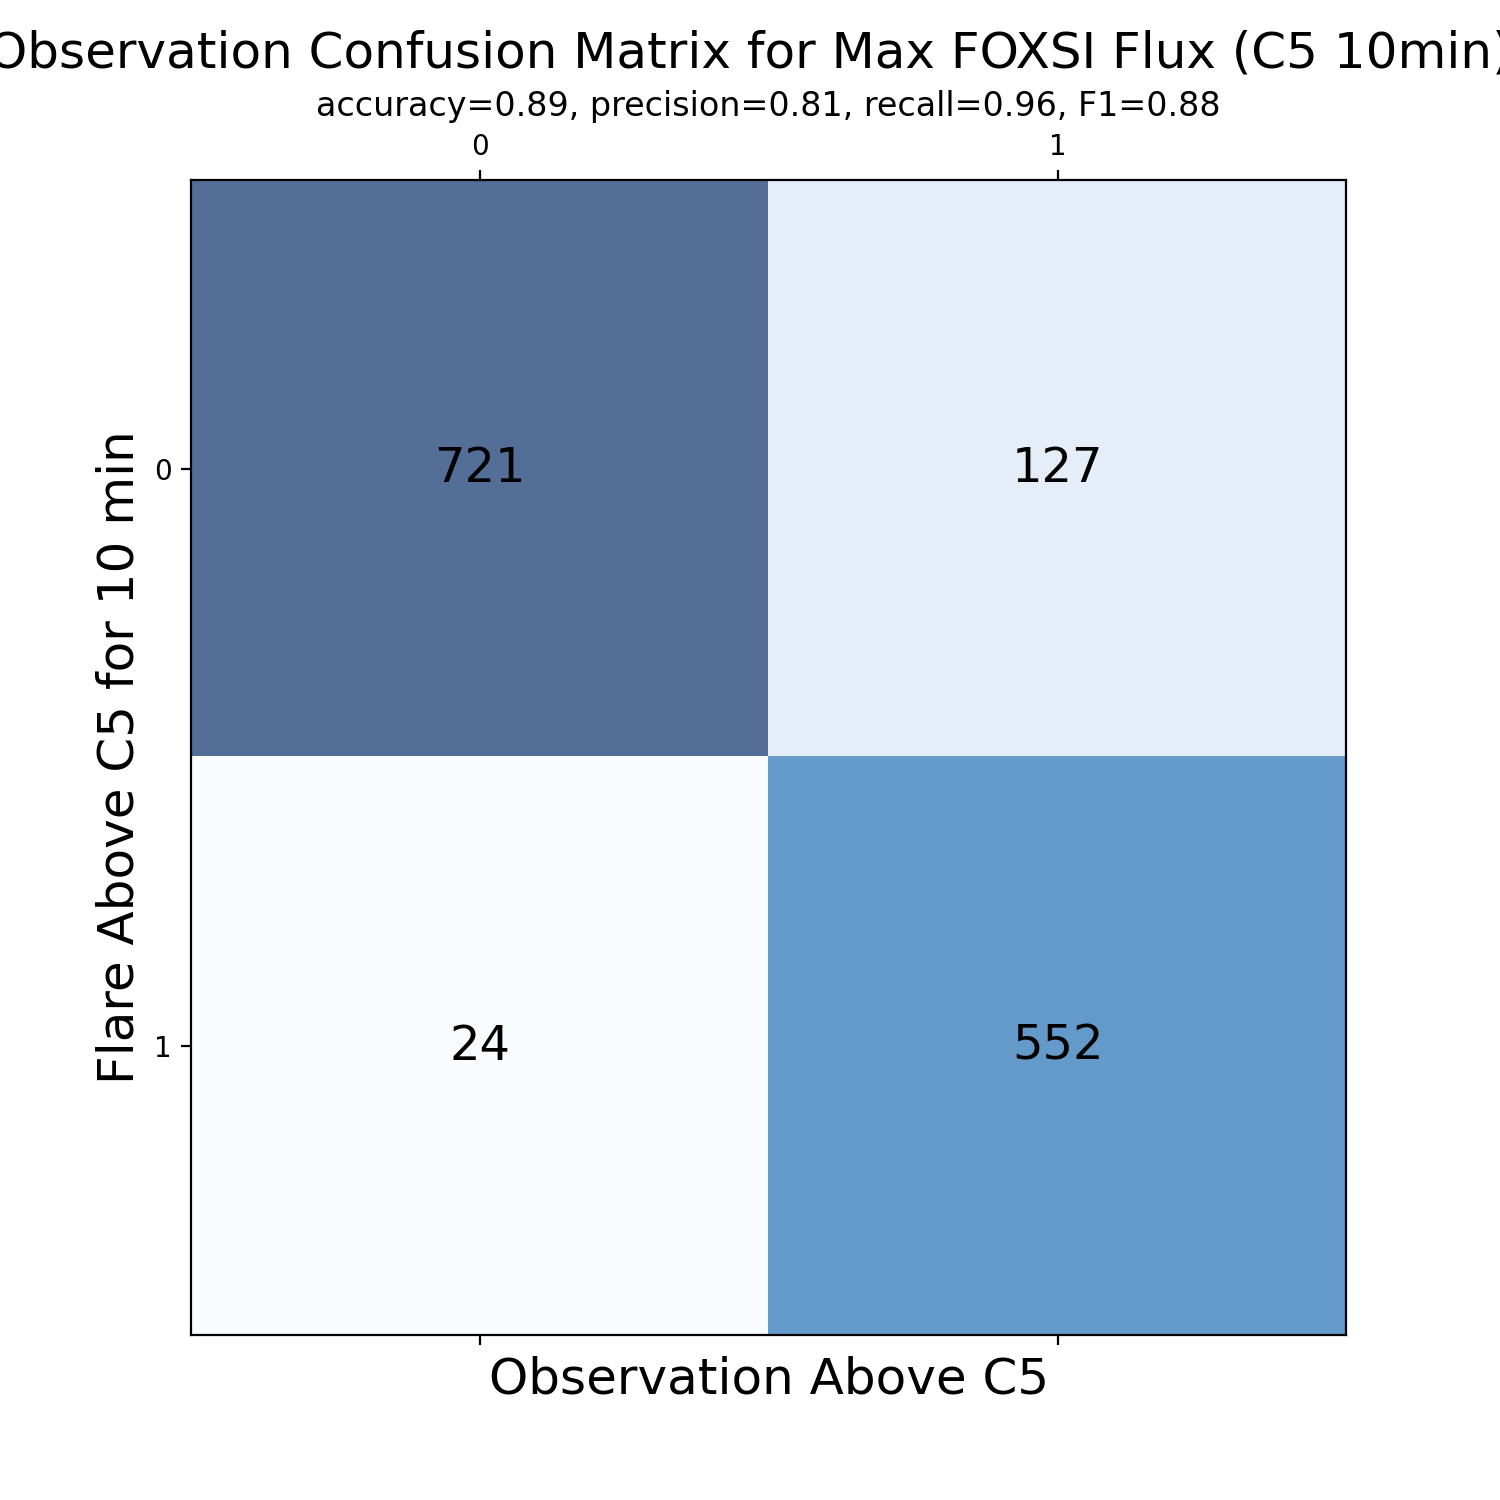 Observation Confusion Matrix for Max FOXSI Flux (C5 10min)
accuracy=0.89, precision=0.81, recall=0.96, F1=0.88
0 1
Flare Above C5 for 10 min
0
721 127
1
24 552
Observation Above C5